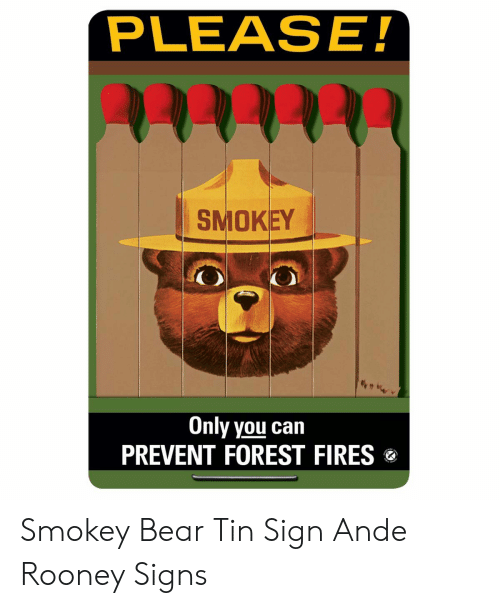 PLEASE!
SMOKEY
Only you can
PREVENT FOREST FIRES
Smokey Bear Tin Sign Ande
Rooney Signs